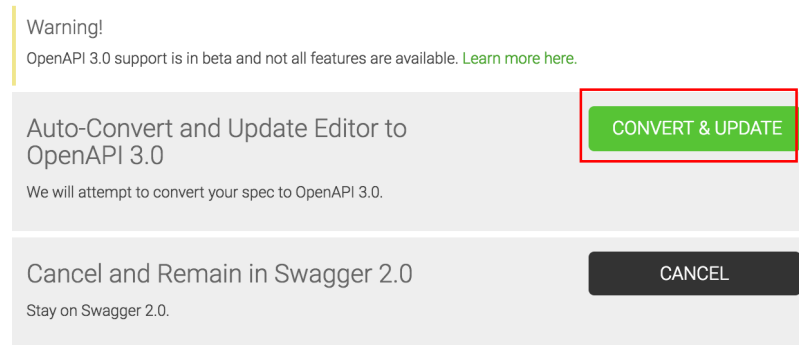 Warning!
OpenAPI 3.0 support is in beta and not all features are available. Learn more here.
Auto-Convert and Update Editor to
OpenAPI 3.0
CONVERT & UPDATE
We will attempt to convert your spec to OpenAPI 3.0.
Cancel and Remain in Swagger 2.0
CANCEL
Stay on Swagger 2.0.